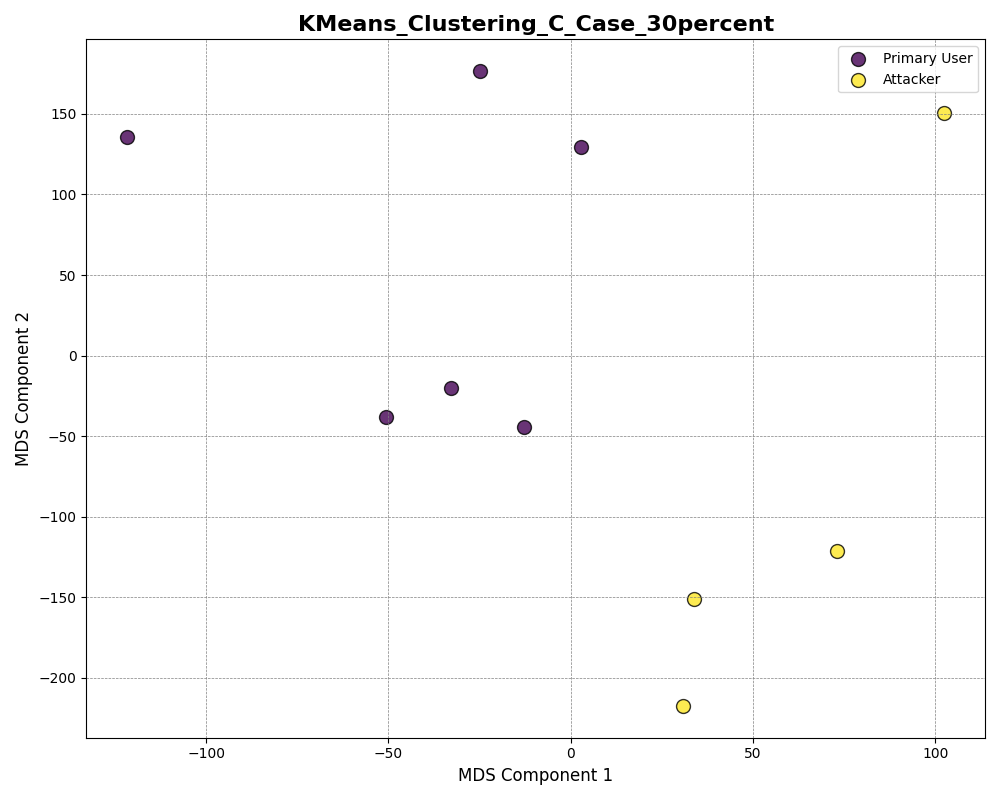 KMeans_Clustering_C_Case_30percent
Primary User
Attacker
150
100
50
0
−50
−100
−150
−200
MDS Component 2
−100
−50
0
50
100
MDS Component 1